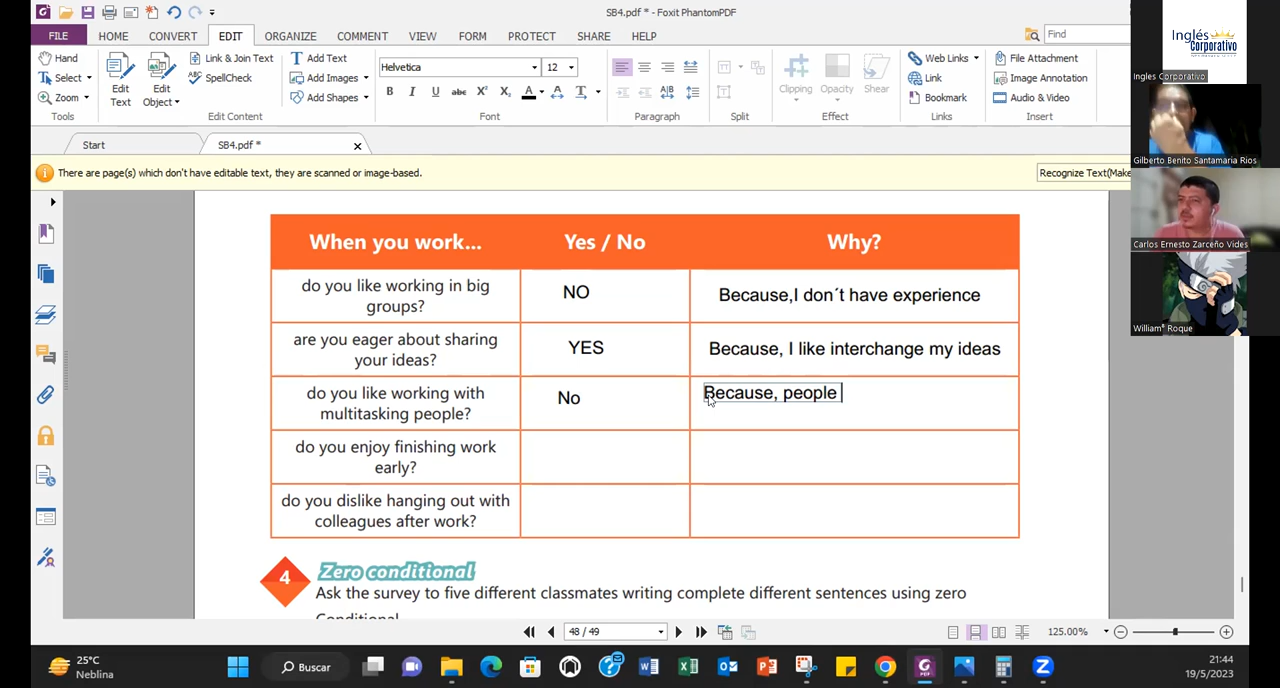 SB4.pdf * - Foxit PhantomPDF
FILE HOME CONVERT EDIT ORGANIZE COMMENT VIEW FORM PROTECT SHARE HELP Find
Hand
Select
Zoom
Tools
Edit Text
Edit Object
Link & Join Text
SpellCheck
Edit Content
Add Text
Add Images
Add Shapes
Helvetica 12
B I U abc X² X₂ A A T
Font
Paragraph
Split
Clipping Opacity Shear
Effect
Web Links
Link
Bookmark
Links
File Attachment
Image Annotation
Audio & Video
Insert
Start SB4.pdf *
There are page(s) which don't have editable text, they are scanned or image-based. Recognize Text(Make
When you work... Yes / No Why?
do you like working in big groups? NO Because,I don´t have experience
are you eager about sharing your ideas? YES Because, I like interchange my ideas
do you like working with multitasking people? No Because, people
do you enjoy finishing work early?
do you dislike hanging out with colleagues after work?
4 Zero conditional
Ask the survey to five different classmates writing complete different sentences using zero
Conditional
48 / 49
125.00%
25°C
Neblina
Buscar
21:44
19/5/2023
Inglés
Corporativo
Ingles Corporativo
Gilberto Benito Santamaria Rios
Carlos Ernesto Zarceño Vides
William° Roque